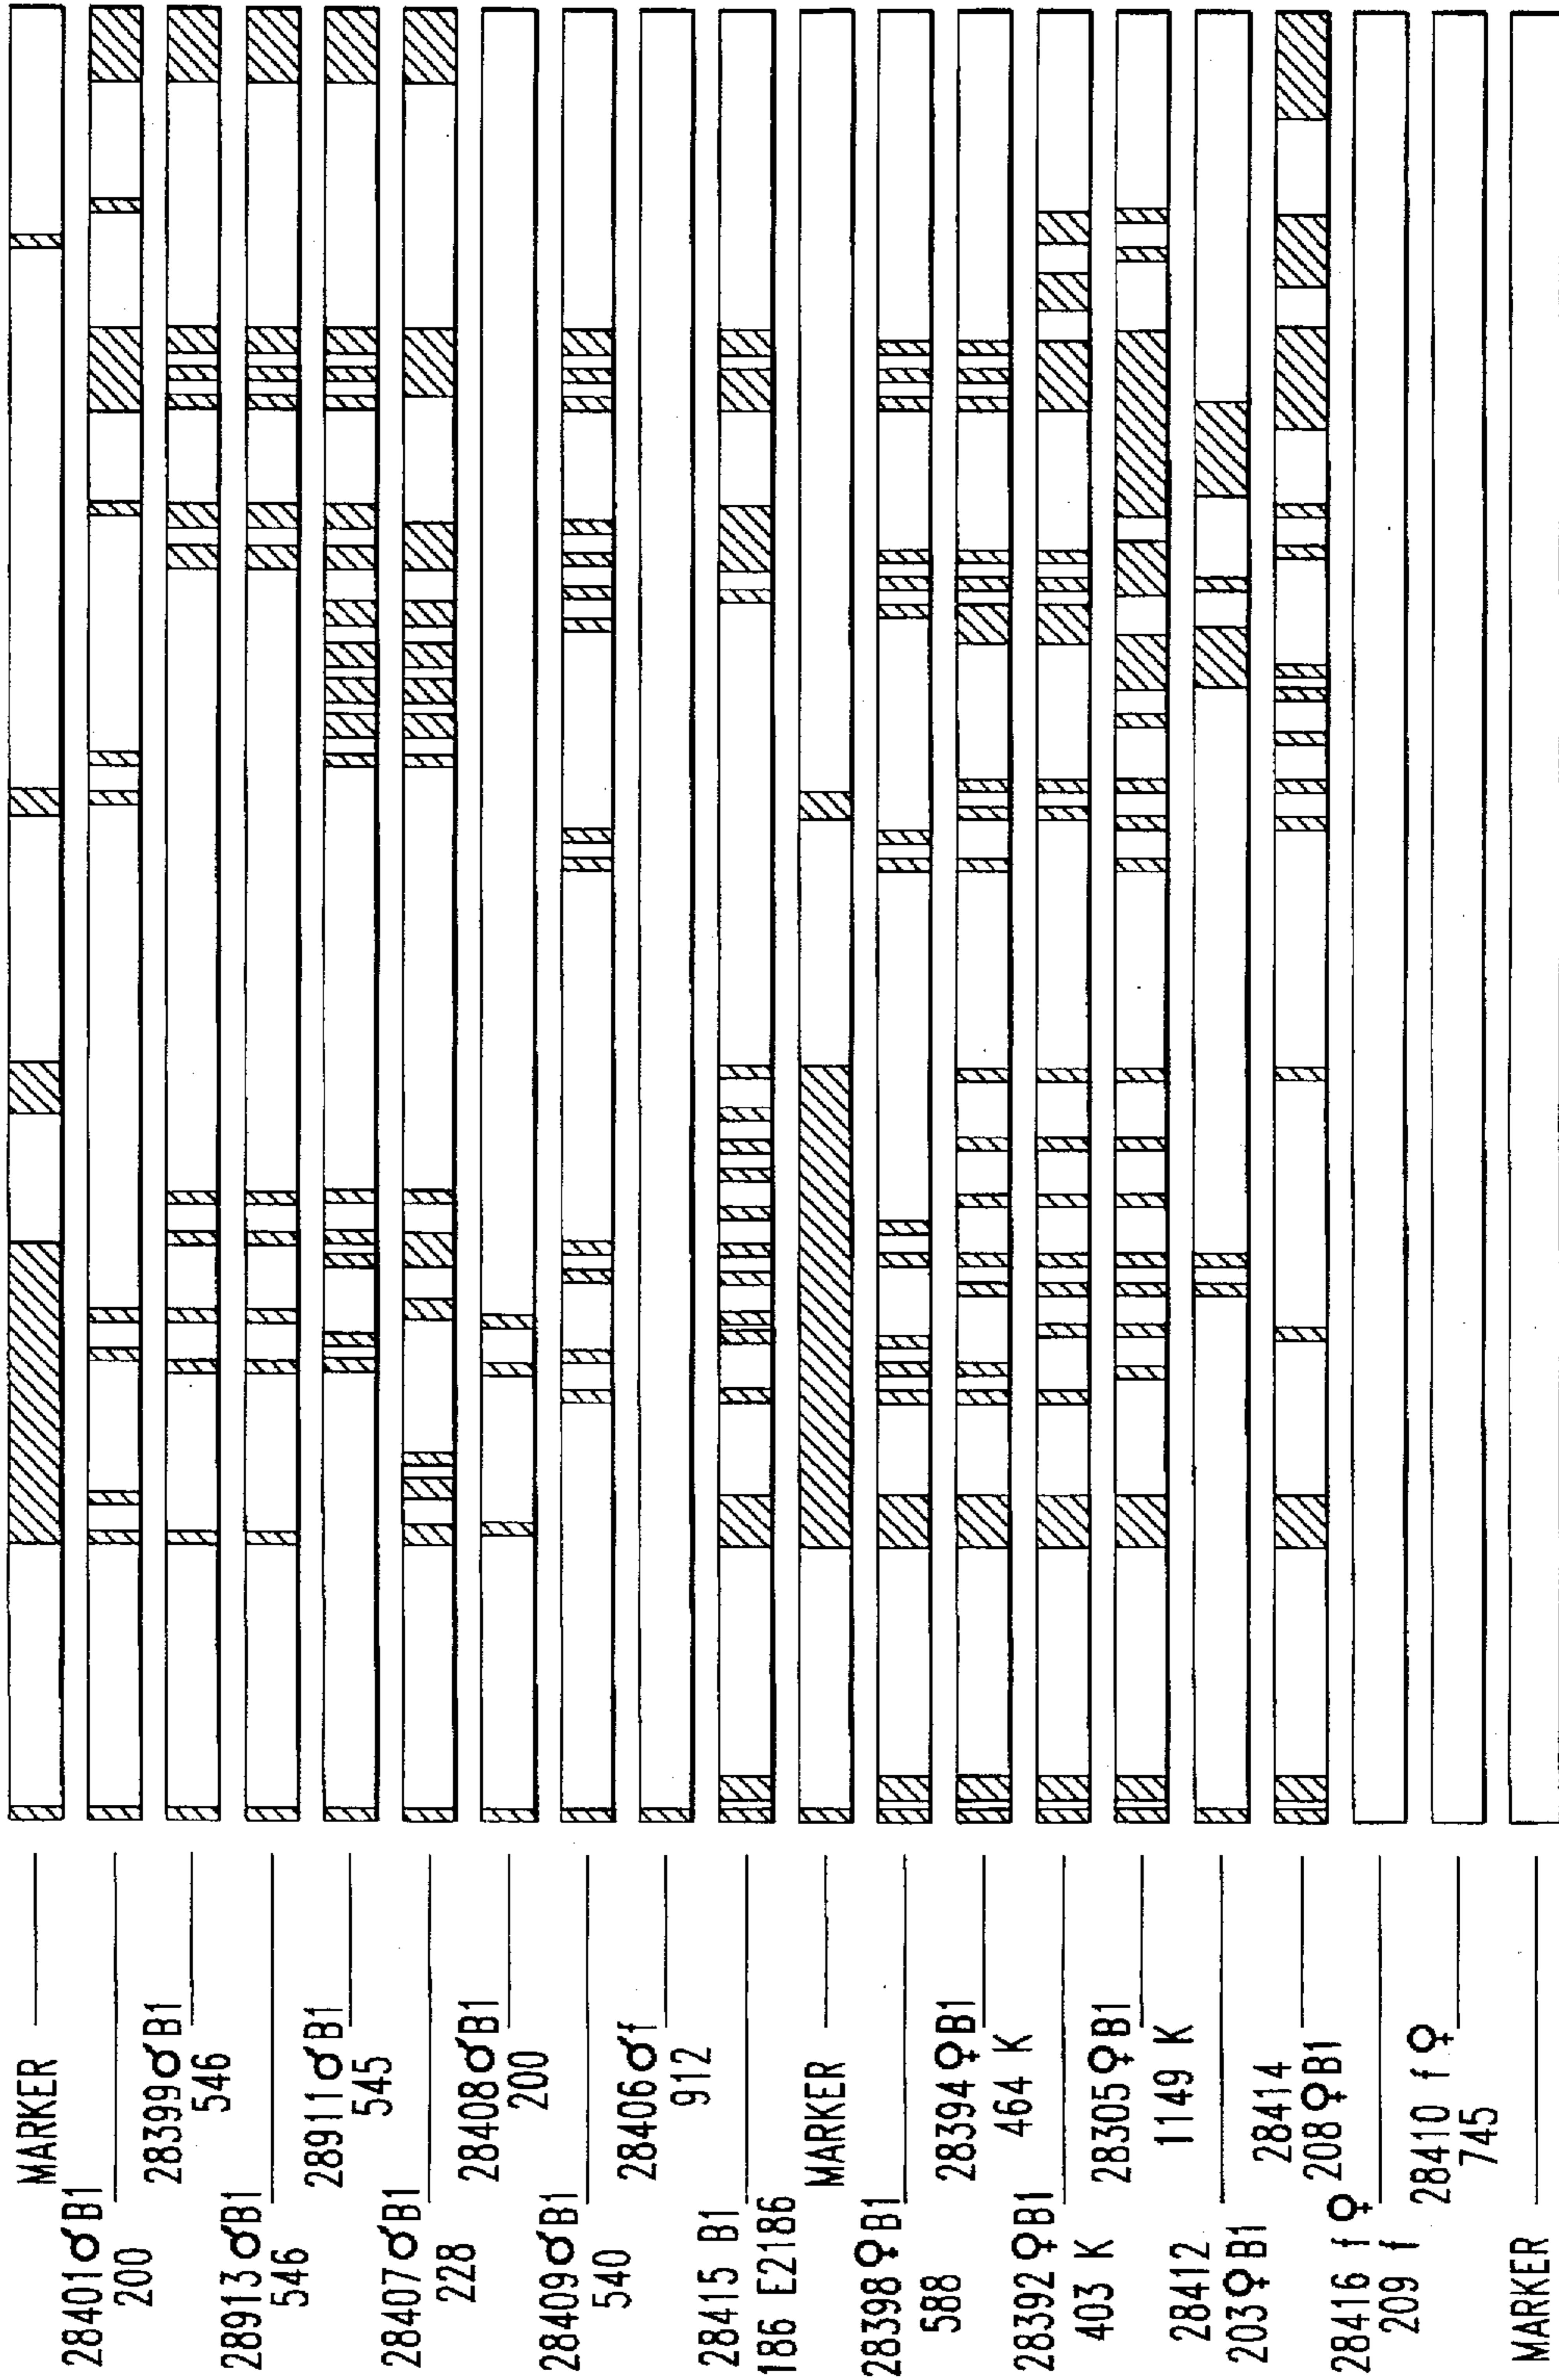 MARKER
28401 ♂ B1
200
28399 ♂ B1
546
28913 ♂ B1
546
28911 ♂ B1
545
28407 ♂ B1
228
28408 ♂ B1
200
28409 ♂ B1
540
28406 ♂ f
912
28415 B1
186 E2186
MARKER
28398 ♀ B1
588
28394 ♀ B1
464 K
28392 ♀ B1
403 K
28305 ♀ B1
1149 K
28412
203 ♀ B1
28414
208 ♀ B1
28416 f ♀
209 f
28410 f ♀
745
MARKER